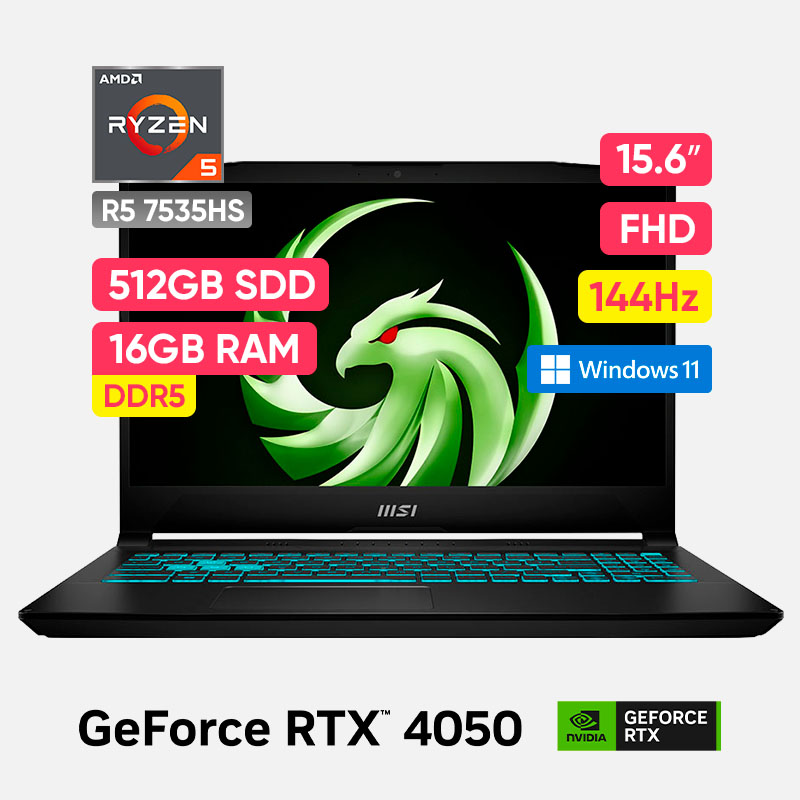 AMD
RYZEN
5
R5 7535HS
512GB SDD
16GB RAM
DDR5
15.6″
FHD
144Hz
Windows 11
msi
GeForce RTX™ 4050
NVIDIA
GEFORCE
RTX